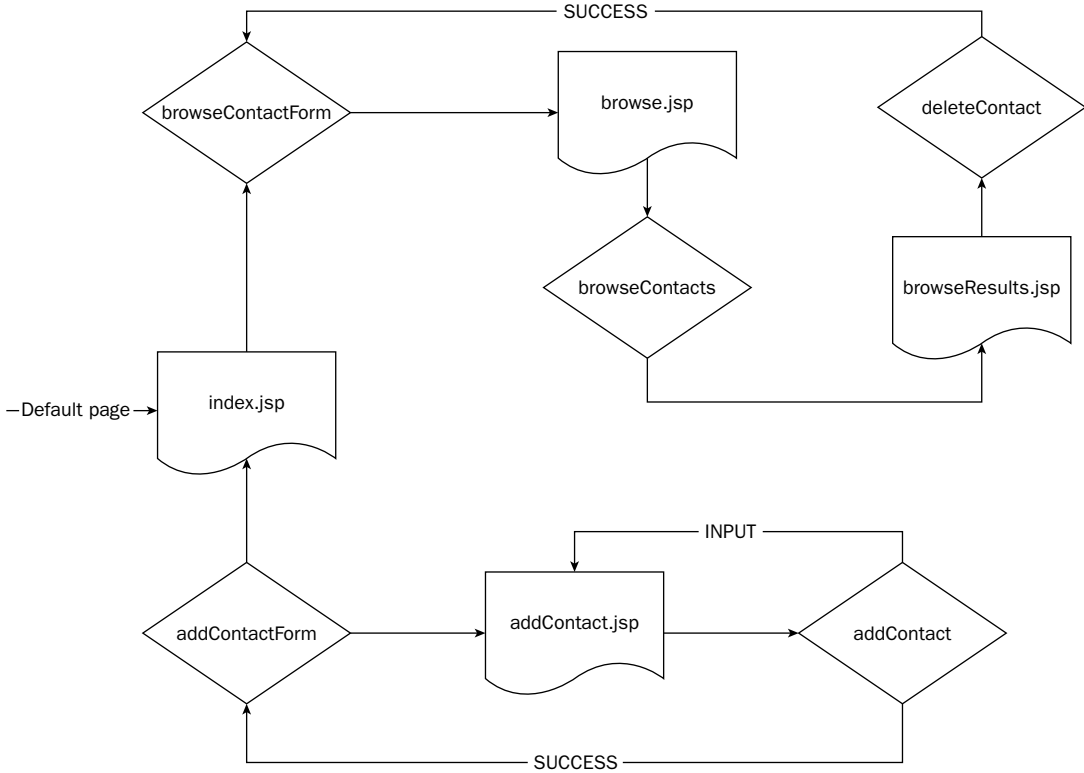 SUCCESS
browseContactForm
browse.jsp
deleteContact
browseContacts
browseResults.jsp
Default page
index.jsp
INPUT
addContactForm
addContact.jsp
addContact
SUCCESS